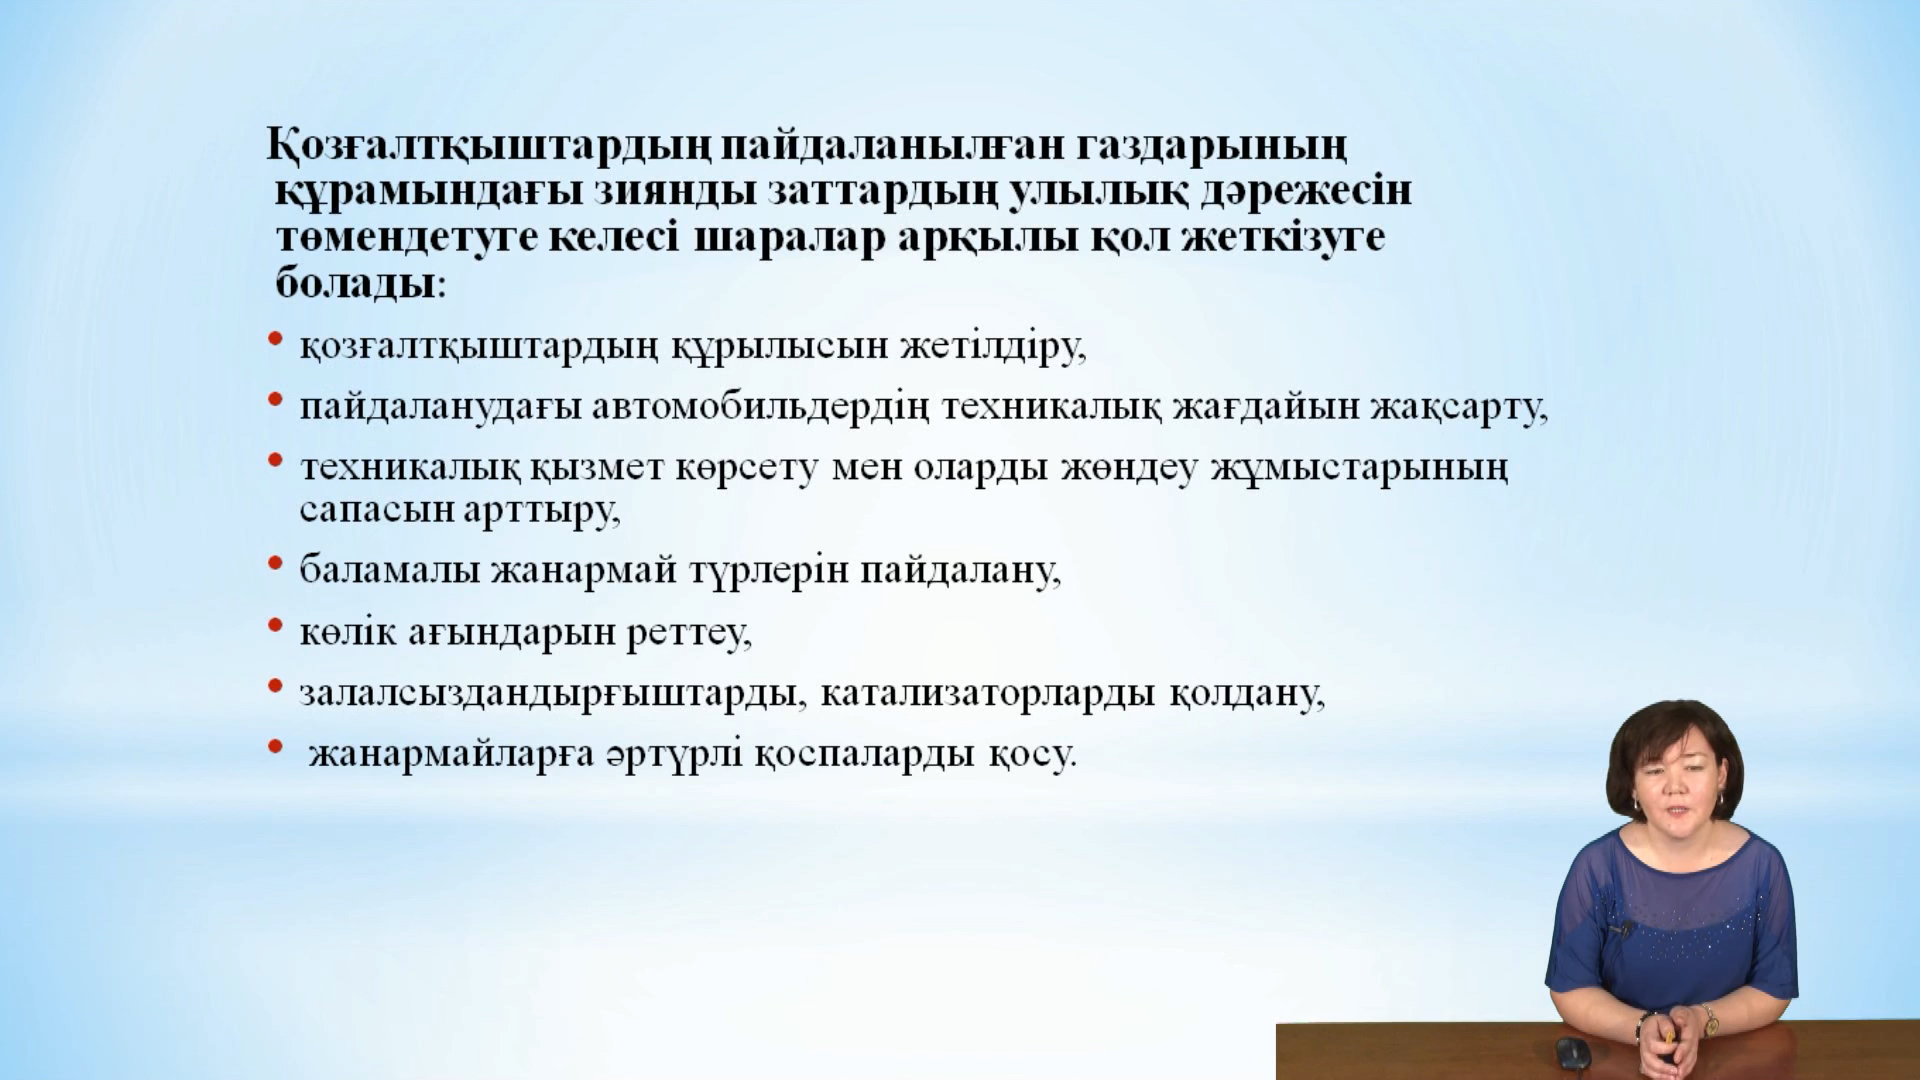 Қозғалтқыштардың пайдаланылған газдарының
құрамындағы зиянды заттардың улылық дәрежесін
төмендетуге келесі шаралар арқылы қол жеткізуге
болады:
• қозғалтқыштардың құрылысын жетілдіру,
• пайдаланудағы автомобильдердің техникалық жағдайын жақсарту,
• техникалық қызмет көрсету мен оларды жөндеу жұмыстарының
сапасын арттыру,
• баламалы жанармай түрлерін пайдалану,
• көлік ағындарын реттеу,
• залалсыздандырғыштарды, катализаторларды қолдану,
• жанармайларға әртүрлі қоспаларды қосу.